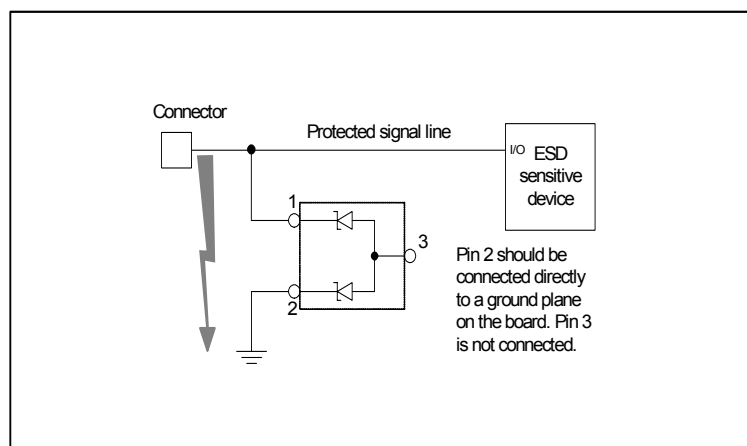 Connector
Protected signal line
I/O
ESD
sensitive
device
1
3
2
Pin 2 should be
connected directly
to a ground plane
on the board. Pin 3
is not connected.